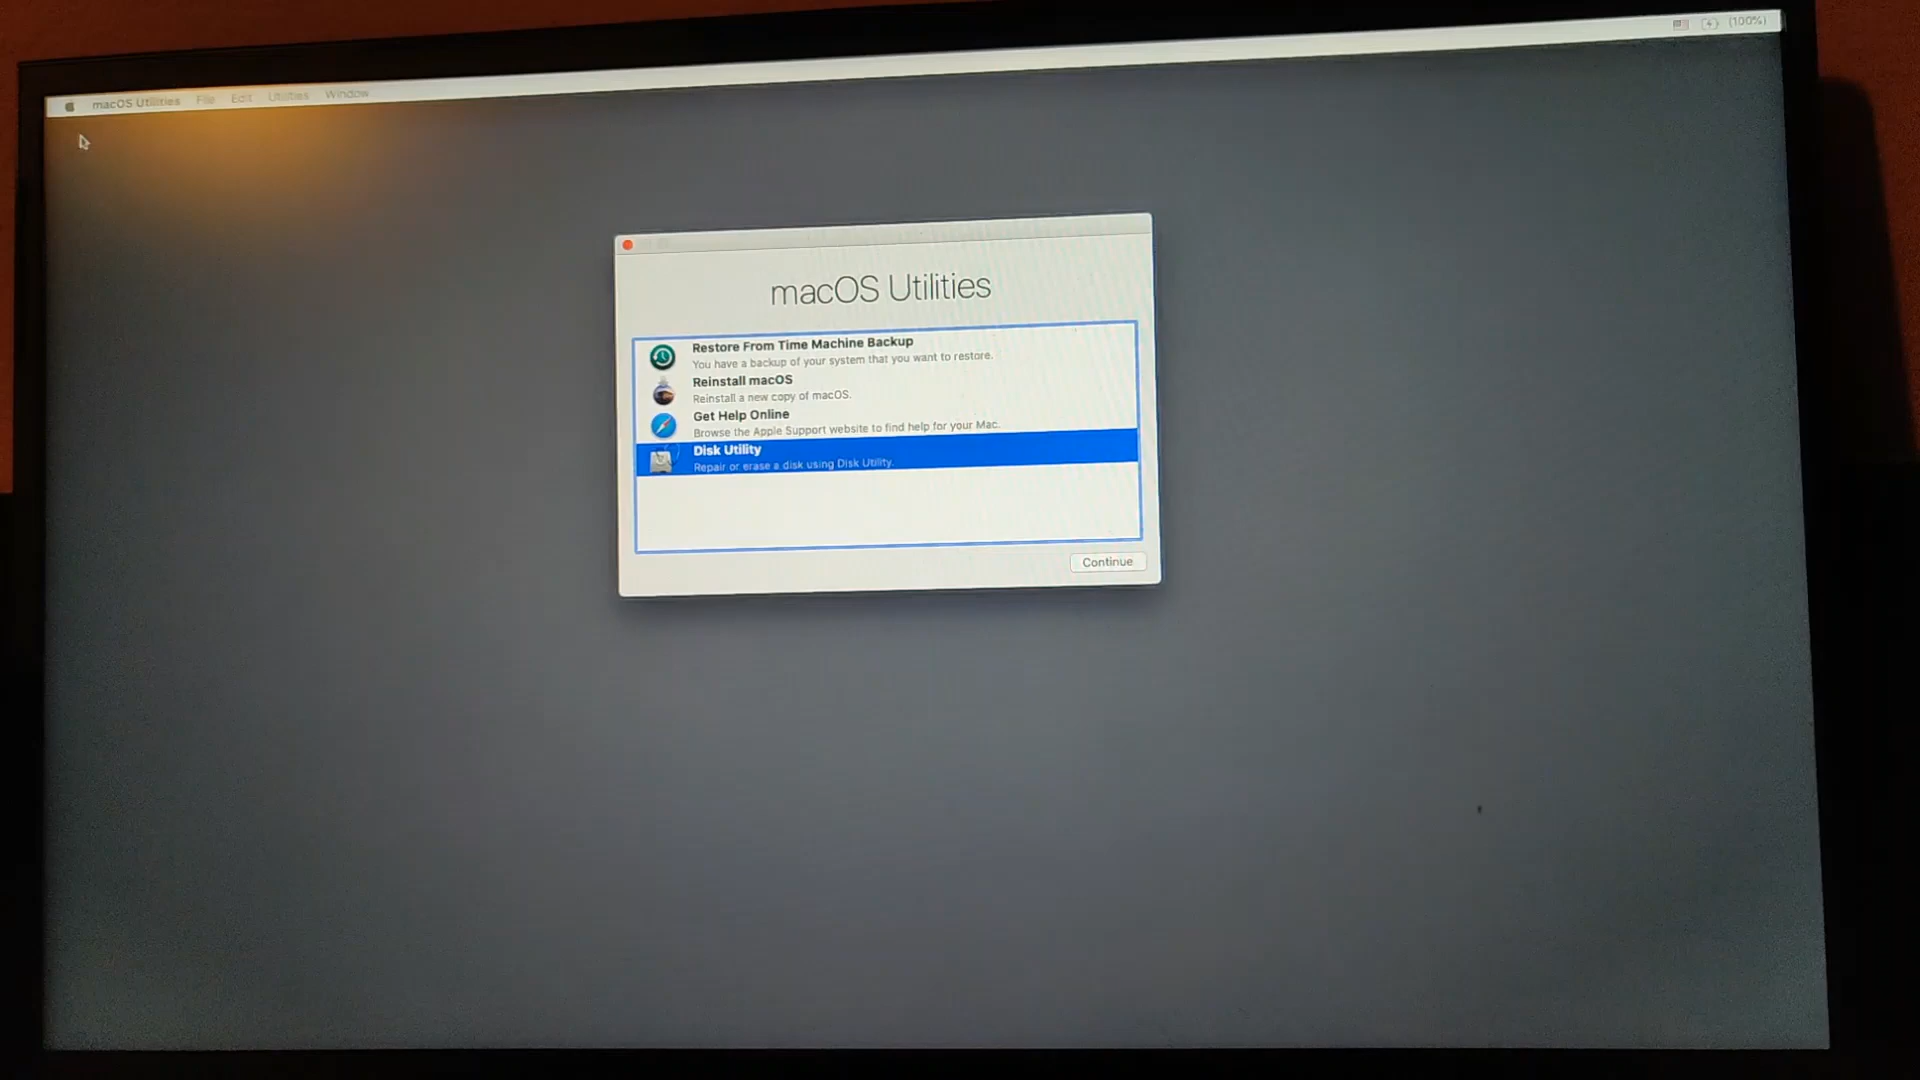 macOS Utilities File Edit Utilities Window
(100%)
macOS Utilities
Restore From Time Machine Backup
You have a backup of your system that you want to restore.
Reinstall macOS
Reinstall a new copy of macOS.
Get Help Online
Browse the Apple Support website to find help for your Mac.
Disk Utility
Repair or erase a disk using Disk Utility.
Continue